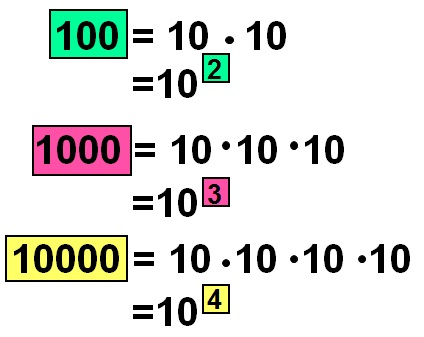 100 = 10 · 10
=10²
1000 = 10 · 10 · 10
=10³
10000 = 10 · 10 · 10 · 10
=10⁴